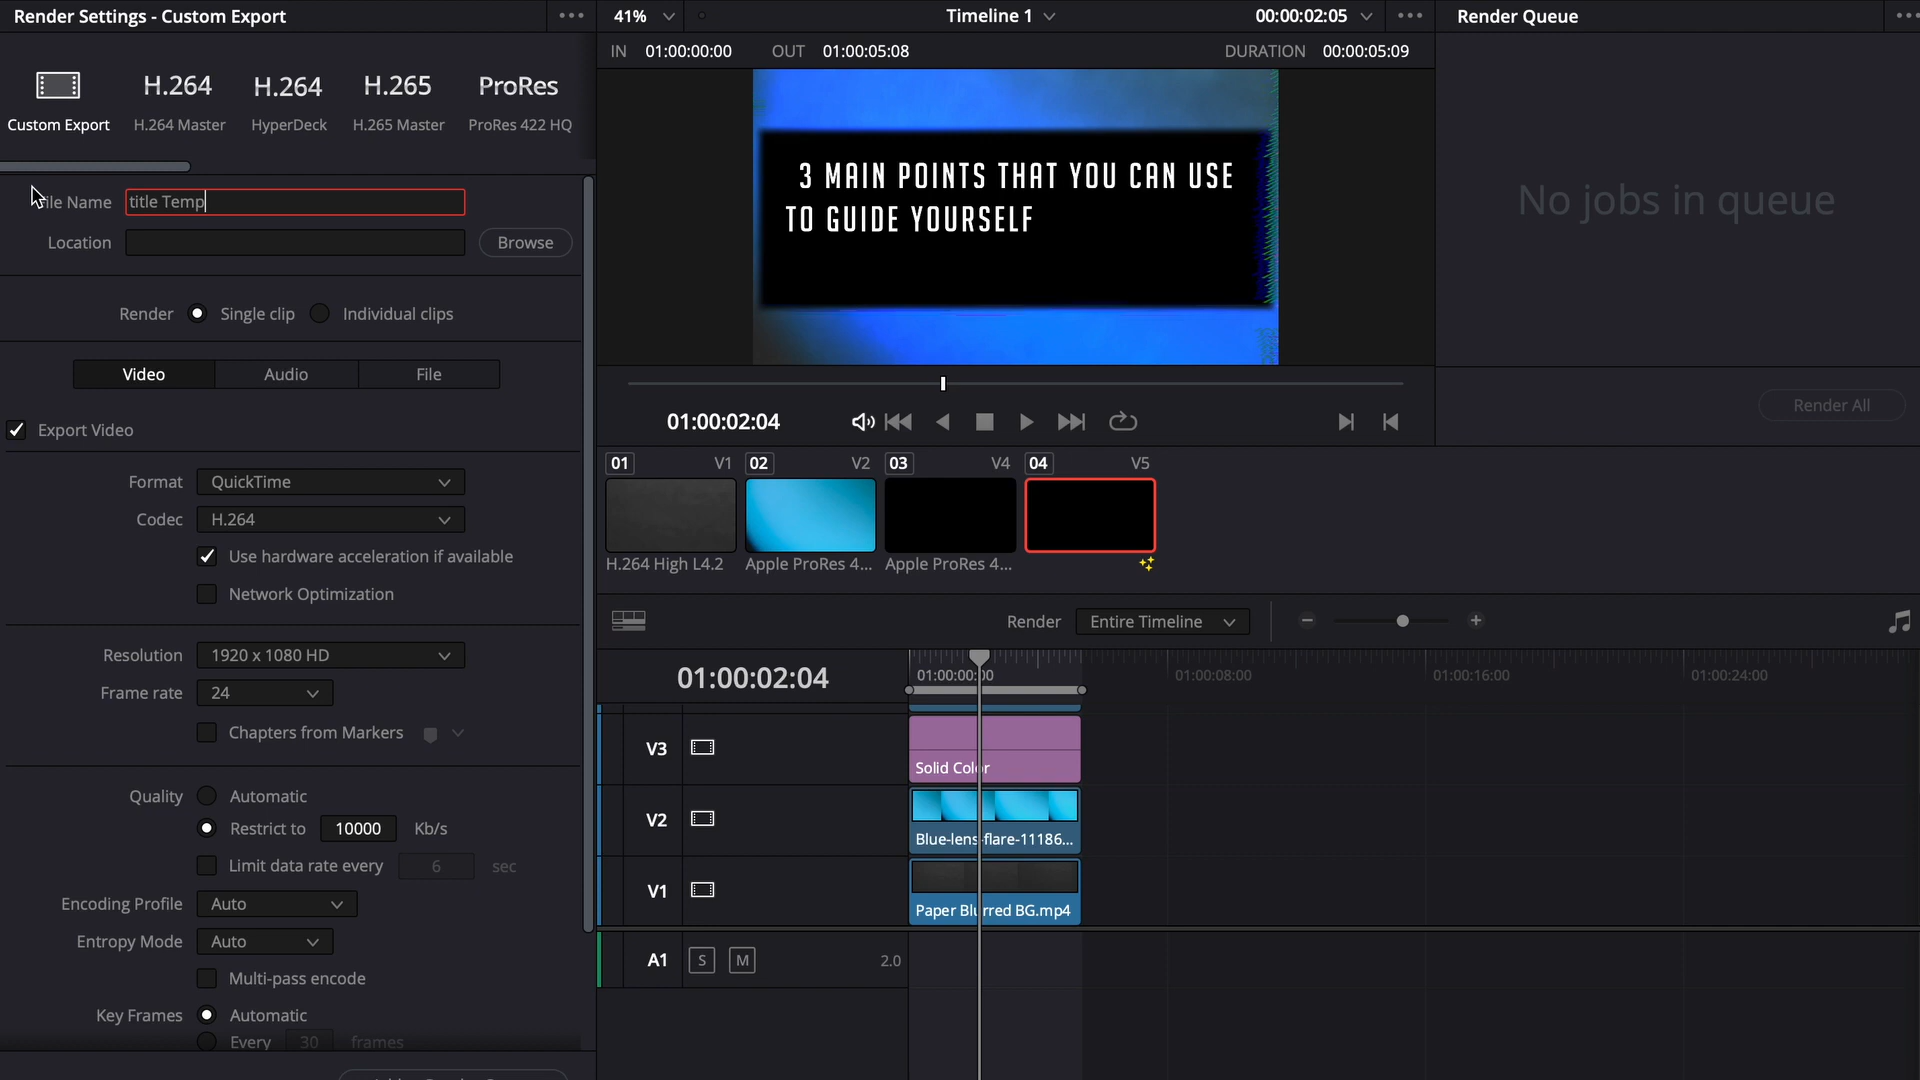 Render Settings - Custom Export
H.264 H.264 H.265 ProRes
Custom Export H.264 Master HyperDeck H.265 Master ProRes 422 HQ
Name title Temp
Location Browse
Render Single clip Individual clips
Video Audio File
Export Video
Format QuickTime
Codec H.264
Use hardware acceleration if available
Network Optimization
Resolution 1920 x 1080 HD
Frame rate 24
Chapters from Markers
Quality Automatic
Restrict to 10000 Kb/s
Limit data rate every 6 sec
Encoding Profile Auto
Entropy Mode Auto
Multi-pass encode
Key Frames Automatic
Every 30 frames
41% Timeline 1 00:00:02:05
IN 01:00:00:00 OUT 01:00:05:08 DURATION 00:00:05:09
3 MAIN POINTS THAT YOU CAN USE
TO GUIDE YOURSELF
01:00:02:04
01 V1 02 V2 03 V4 04 V5
H.264 High L4.2 Apple ProRes 4... Apple ProRes 4...
Render Entire Timeline
01:00:02:04 01:00:00:00 01:00:08:00 01:00:16:00 01:00:24:00
V3 Solid Color
V2 Blue-lens-flare-11186...
V1 Paper Blurred BG.mp4
A1 S M 2.0
Render Queue
No jobs in queue
Render All